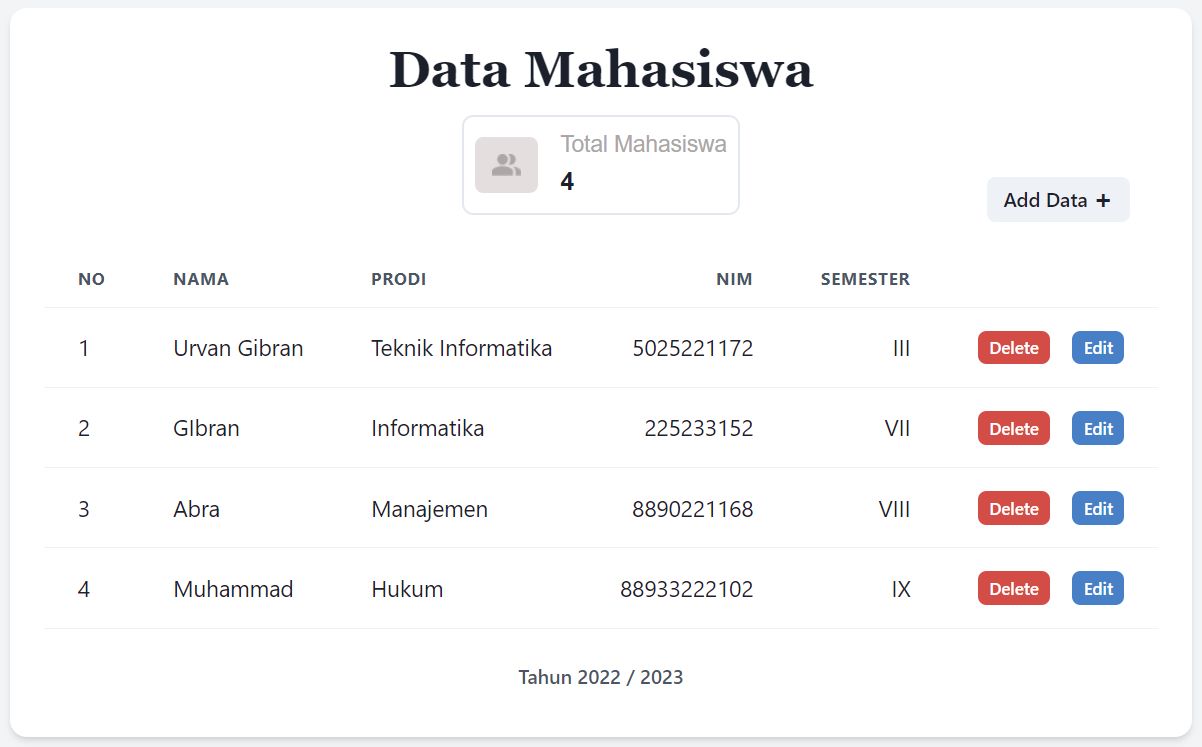 Data Mahasiswa
Total Mahasiswa
4
Add Data +
NO NAMA PRODI NIM SEMESTER
1 Urvan Gibran Teknik Informatika 5025221172 III Delete Edit
2 GIbran Informatika 225233152 VII Delete Edit
3 Abra Manajemen 8890221168 VIII Delete Edit
4 Muhammad Hukum 88933222102 IX Delete Edit
Tahun 2022 / 2023